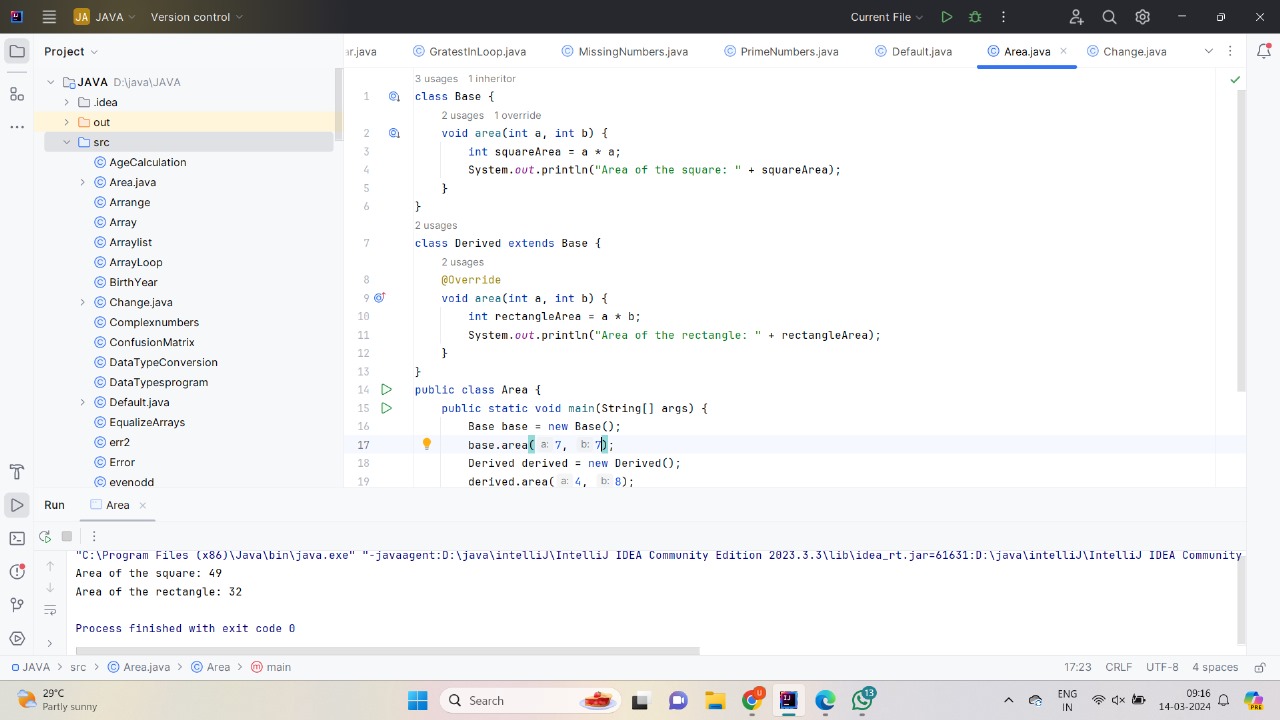 JA JAVA Version control Current File
Project
ar.java GratestInLoop.java MissingNumbers.java PrimeNumbers.java Default.java Area.java Change.java
JAVA D:\java\JAVA
.idea
out
src
AgeCalculation
Area.java
Arrange
Array
Arraylist
ArrayLoop
BirthYear
Change.java
Complexnumbers
ConfusionMatrix
DataTypeConversion
DataTypesprogram
Default.java
EqualizeArrays
err2
Error
evenodd
3 usages 1 inheritor
1 class Base {
2 usages 1 override
2 void area(int a, int b) {
3 int squareArea = a * a;
4 System.out.println("Area of the square: " + squareArea);
5 }
6 }
2 usages
7 class Derived extends Base {
2 usages
8 @Override
9 void area(int a, int b) {
10 int rectangleArea = a * b;
11 System.out.println("Area of the rectangle: " + rectangleArea);
12 }
13 }
14 public class Area {
15 public static void main(String[] args) {
16 Base base = new Base();
17 base.area( a: 7, b: 7);
18 Derived derived = new Derived();
19 derived.area( a: 4, b: 8);
Run Area
"C:\Program Files (x86)\Java\bin\java.exe" "-javaagent:D:\java\intelliJ\IntelliJ IDEA Community Edition 2023.3.3\lib\idea_rt.jar=61631:D:\java\intelliJ\IntelliJ IDEA Community
Area of the square: 49
Area of the rectangle: 32
Process finished with exit code 0
JAVA > src > Area.java > Area > main 17:23 CRLF UTF-8 4 spaces
29°C
Partly sunny
Search
U
13
ENG
IN
09:16
14-03-2024
PRE